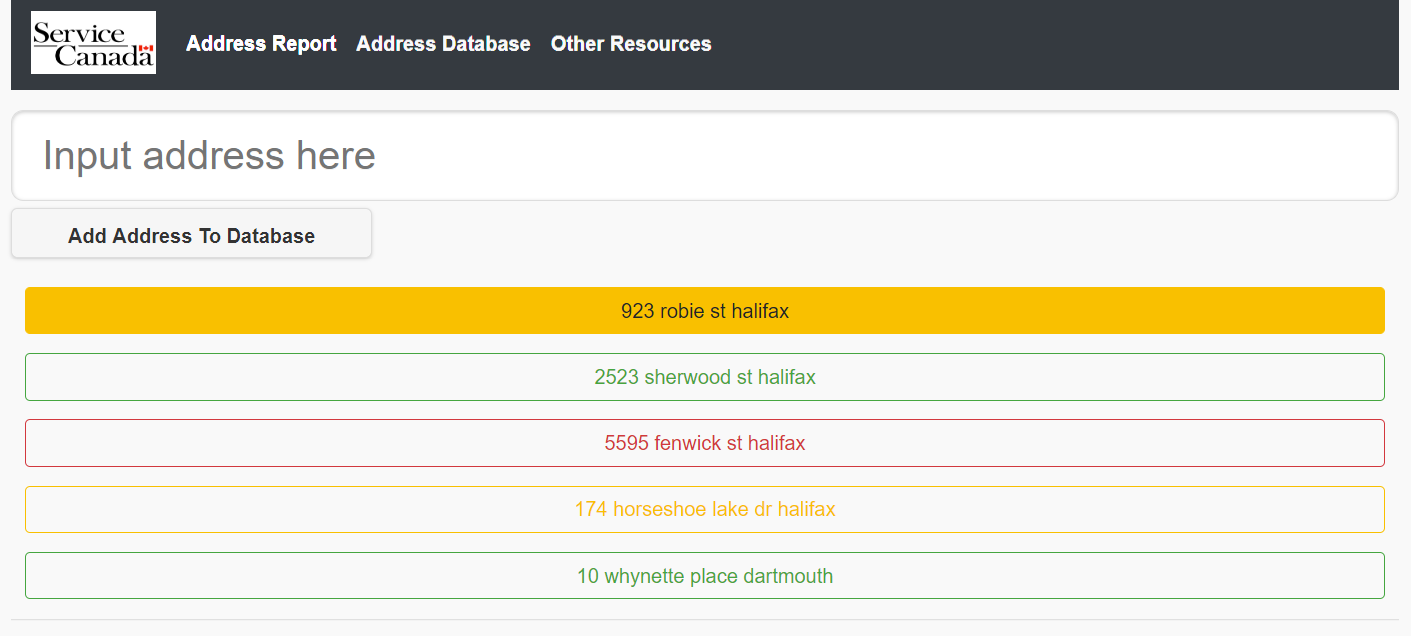 Service
Canada
Address Report Address Database Other Resources
Input address here
Add Address To Database
923 robie st halifax
2523 sherwood st halifax
5595 fenwick st halifax
174 horseshoe lake dr halifax
10 whynette place dartmouth